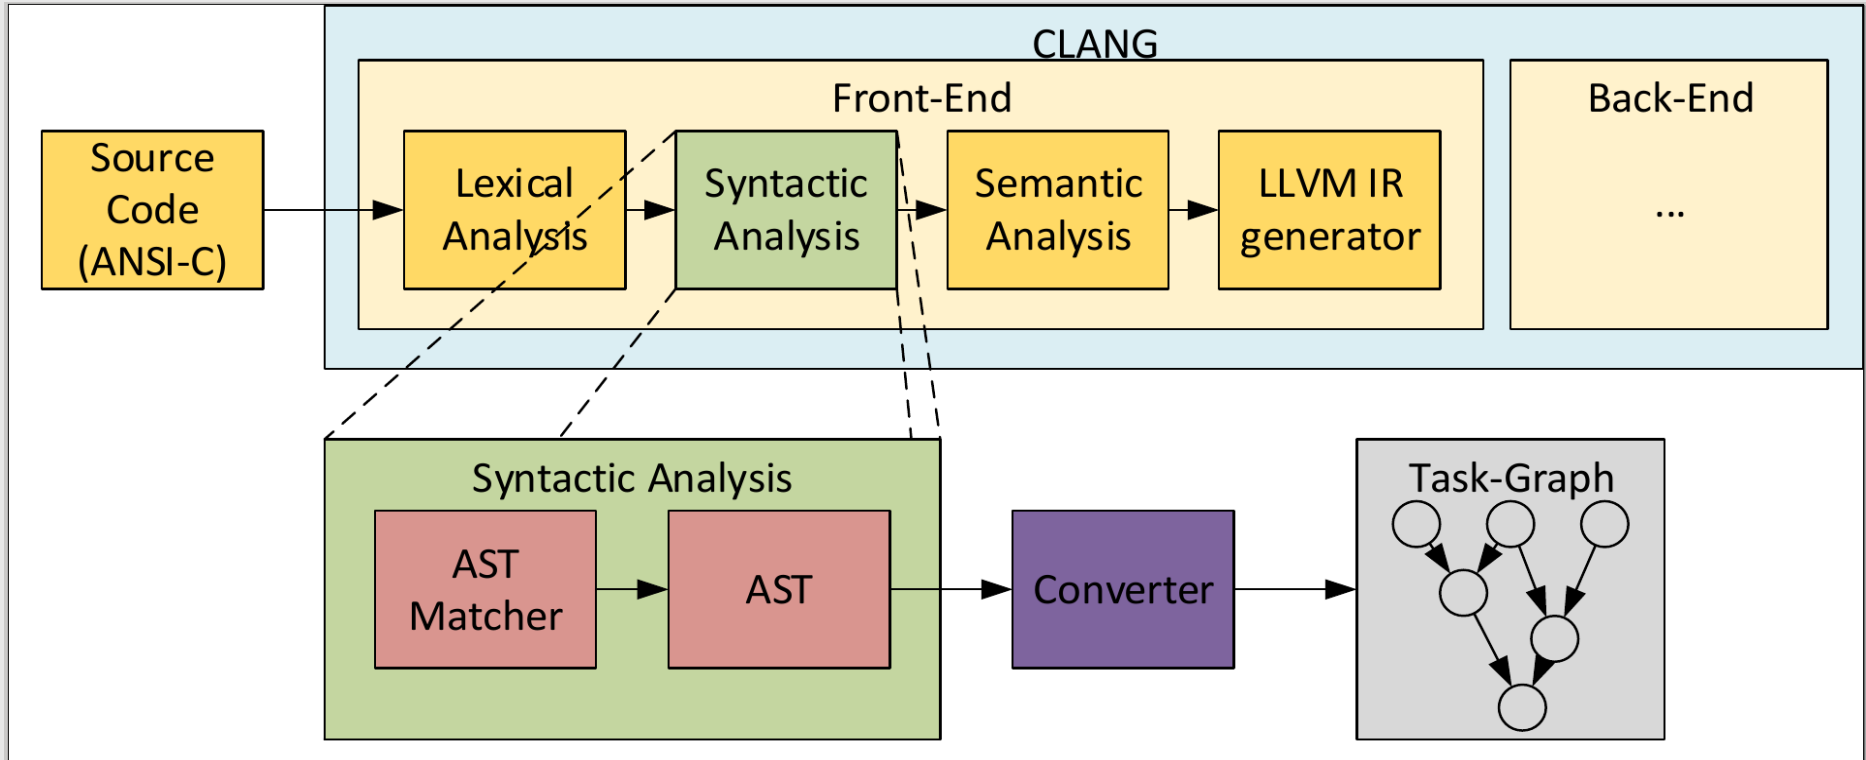 CLANG
Front-End
Back-End
Source
Code
(ANSI-C)
Lexical
Analysis
Syntactic
Analysis
Semantic
Analysis
LLVM IR
generator
...
Syntactic Analysis
AST
Matcher
AST
Converter
Task-Graph